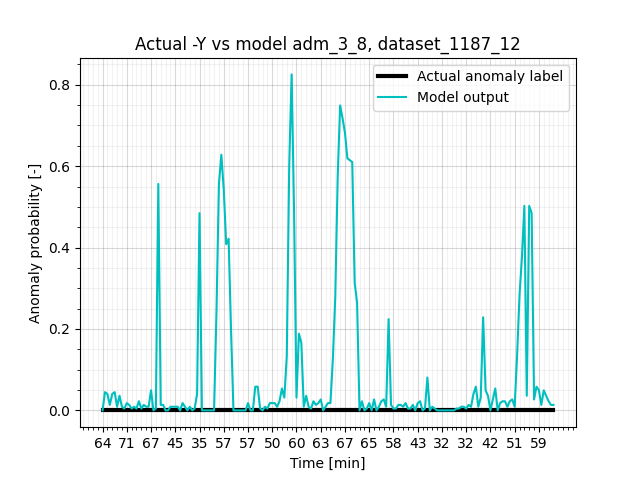 Actual -Y vs model adm_3_8, dataset_1187_12
Actual anomaly label
Model output
Anomaly probability [-]
0.8
0.6
0.4
0.2
0.0
64 71 67 45 35 57 57 50 60 63 67 65 58 43 32 32 42 51 59
Time [min]